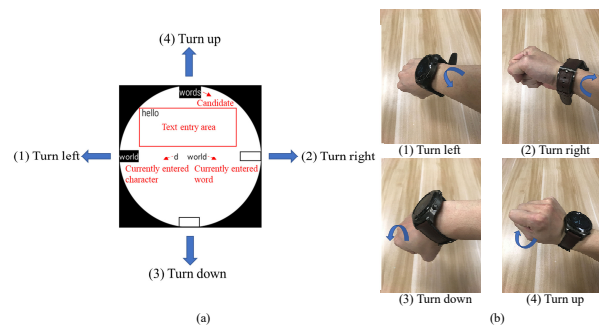 (a)
(4) Turn up
words
Candidate
hello
Text entry area
(1) Turn left
world
d
world
(2) Turn right
Currently entered
character
Currently entered
word
(3) Turn down
(a)
(b)
(1) Turn left
(2) Turn right
(3) Turn down
(4) Turn up
(b)